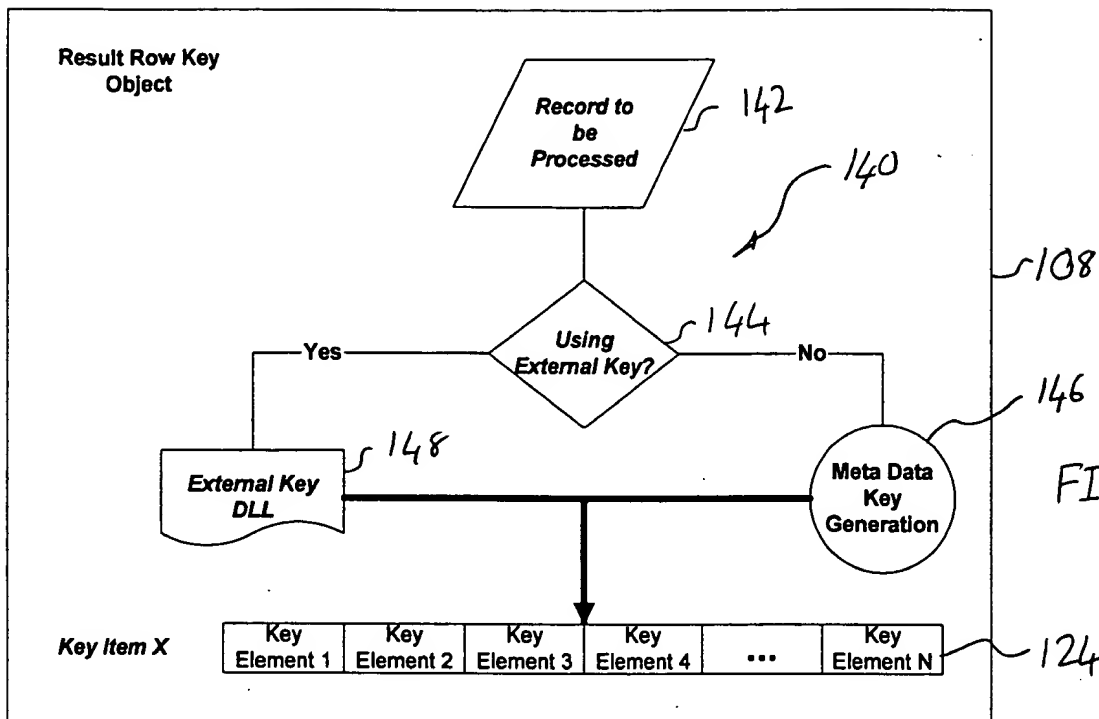 Result Row Key
Object
Record to
be
Processed
142
140
108
Using
External Key?
144
Yes
No
146
148
External Key
DLL
Meta Data
Key
Generation
FI
Key Item X
Key
Element 1
Key
Element 2
Key
Element 3
Key
Element 4
...
Key
Element N
124